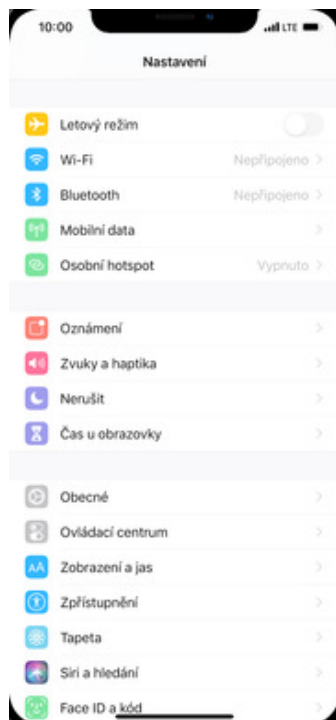 10:00 LTE
Nastavení
Letový režim
Wi-Fi Nepřipojeno
Bluetooth Nepřipojeno
Mobilní data
Osobní hotspot Vypnuto
Oznámení
Zvuky a haptika
Nerušit
Čas u obrazovky
Obecné
Ovládací centrum
AA Zobrazení a jas
Zpřístupnění
Tapeta
Siri a hledání
Face ID a kód